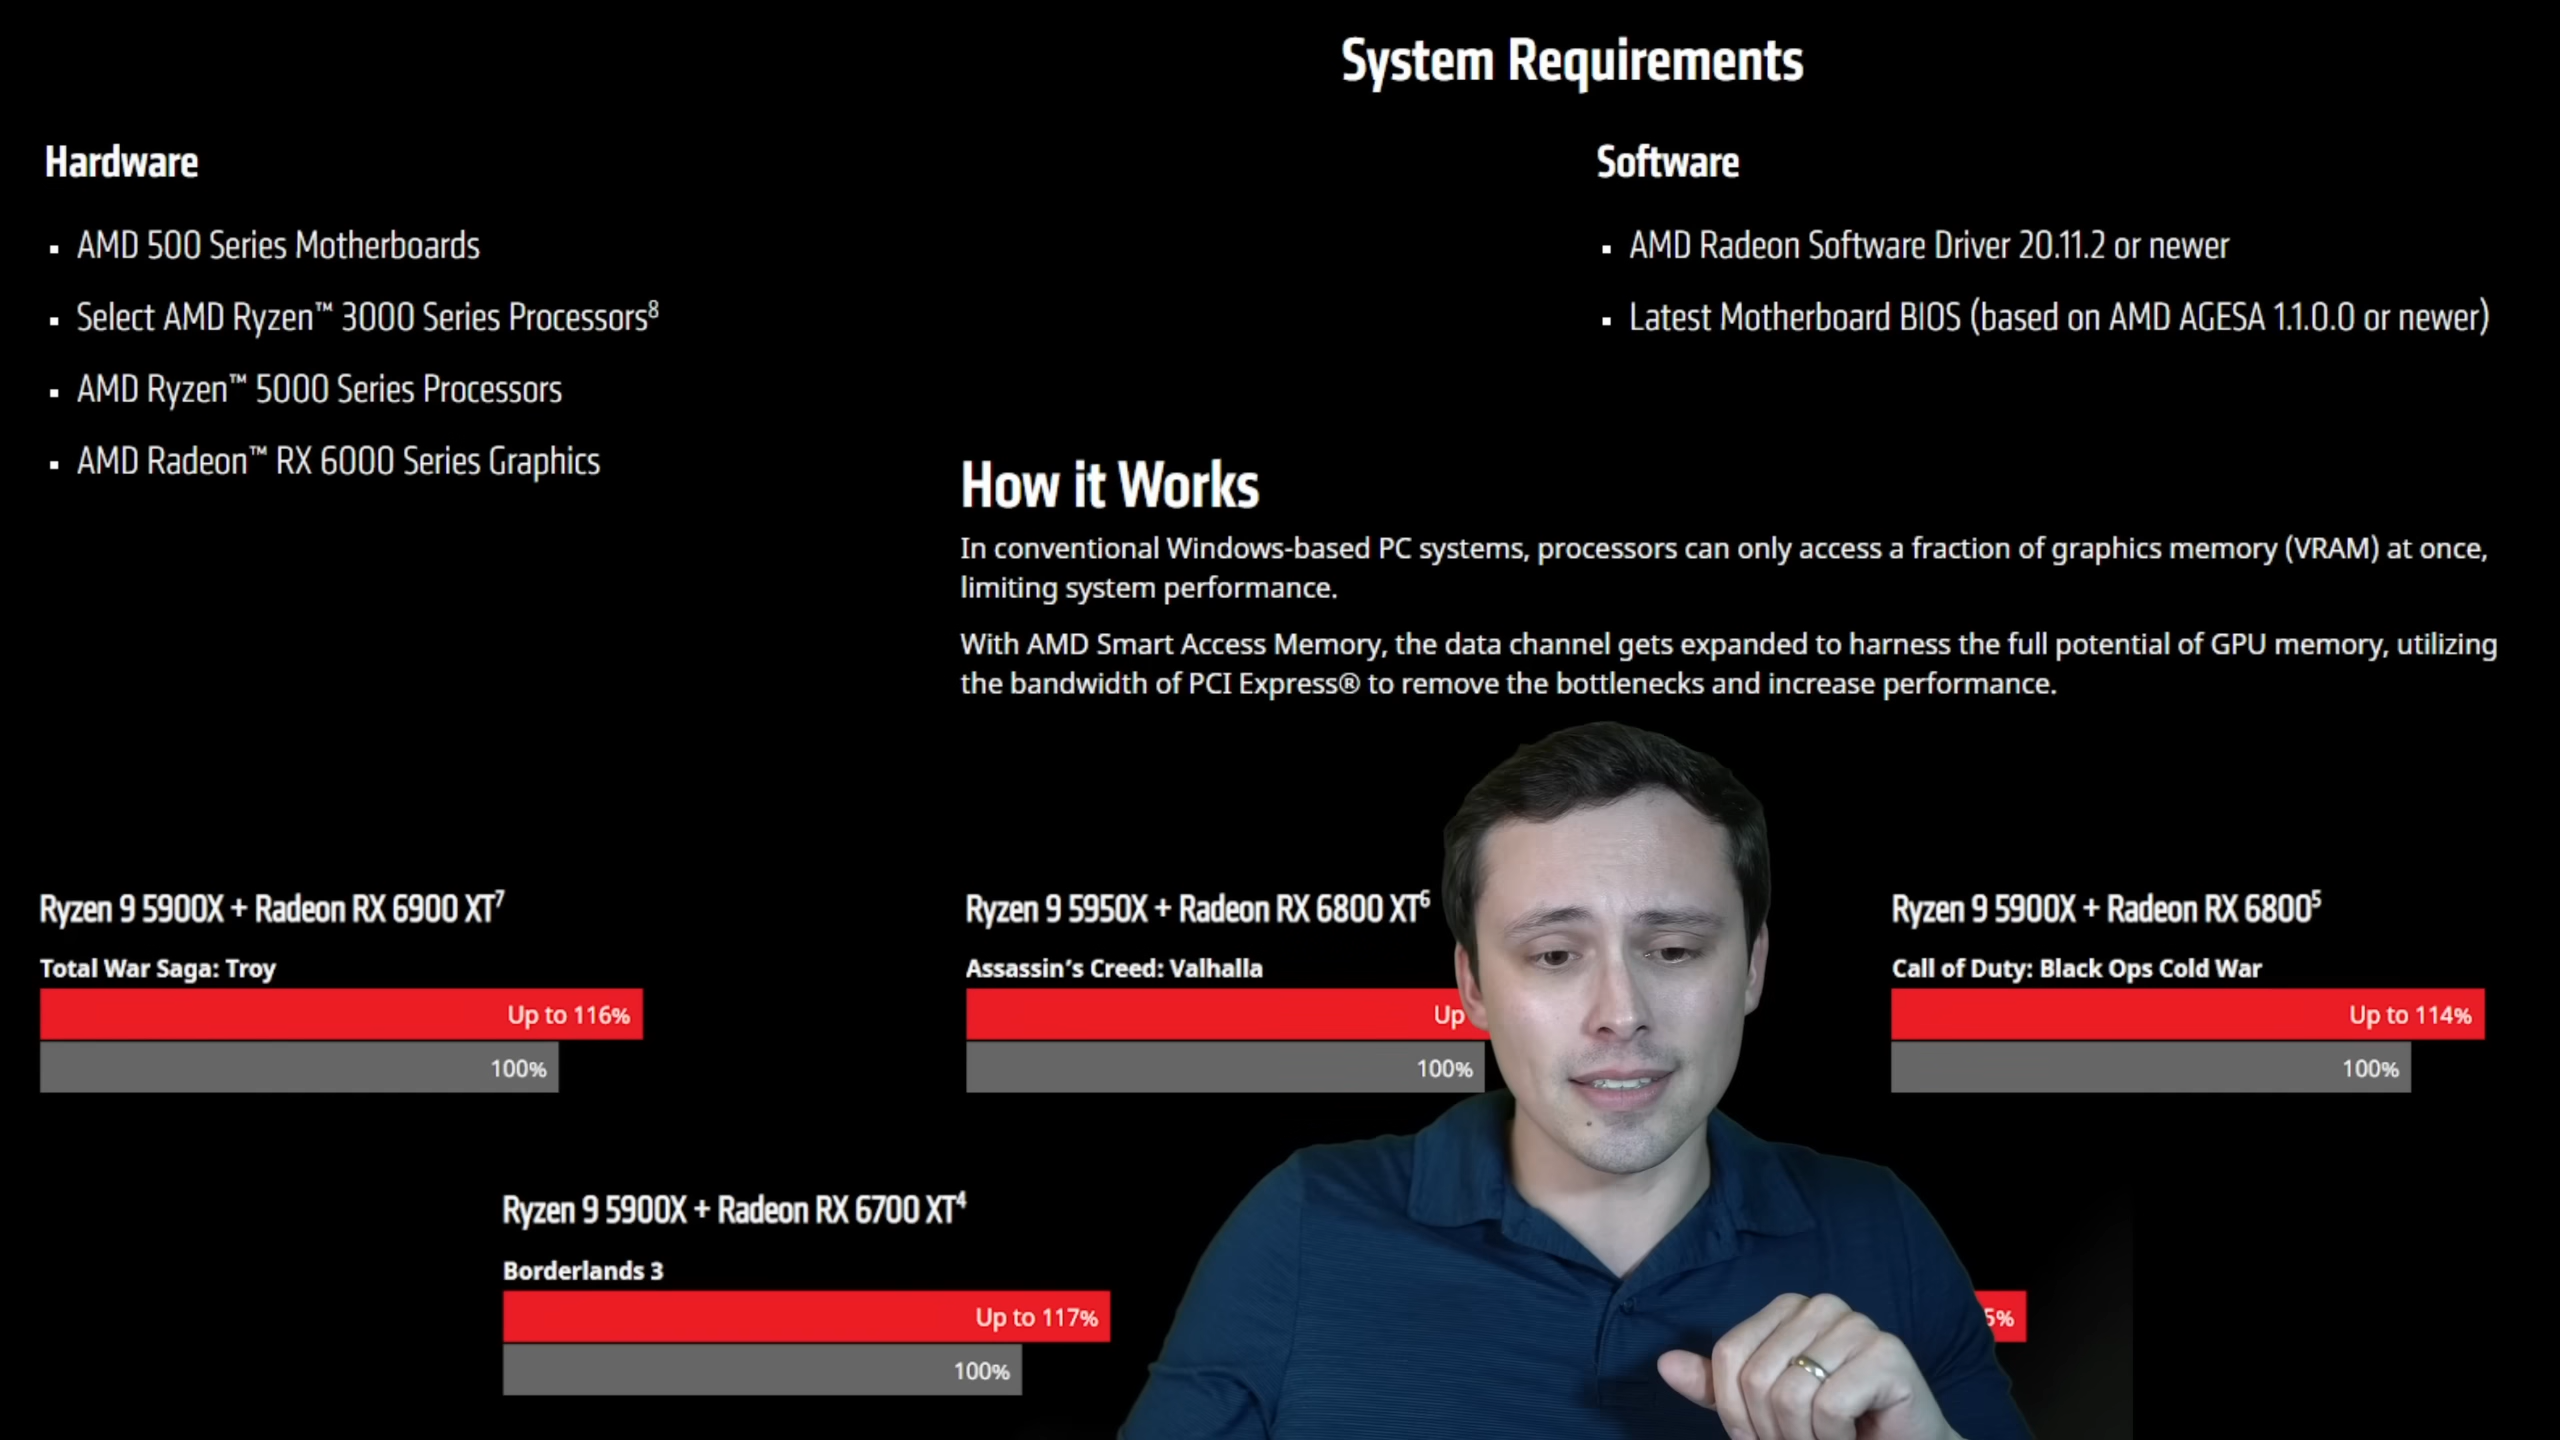 System Requirements
Hardware
▪ AMD 500 Series Motherboards
▪ Select AMD Ryzen™ 3000 Series Processors⁸
▪ AMD Ryzen™ 5000 Series Processors
▪ AMD Radeon™ RX 6000 Series Graphics
Software
▪ AMD Radeon Software Driver 20.11.2 or newer
▪ Latest Motherboard BIOS (based on AMD AGESA 1.1.0.0 or newer)
How it Works
In conventional Windows-based PC systems, processors can only access a fraction of graphics memory (VRAM) at once,
limiting system performance.
With AMD Smart Access Memory, the data channel gets expanded to harness the full potential of GPU memory, utilizing
the bandwidth of PCI Express® to remove the bottlenecks and increase performance.
Ryzen 9 5900X + Radeon RX 6900 XT⁷
Total War Saga: Troy
Up to 116%
100%
Ryzen 9 5950X + Radeon RX 6800 XT⁶
Assassin’s Creed: Valhalla
Up
100%
Ryzen 9 5900X + Radeon RX 6800⁵
Call of Duty: Black Ops Cold War
Up to 114%
100%
Ryzen 9 5900X + Radeon RX 6700 XT⁴
Borderlands 3
Up to 117%
100%